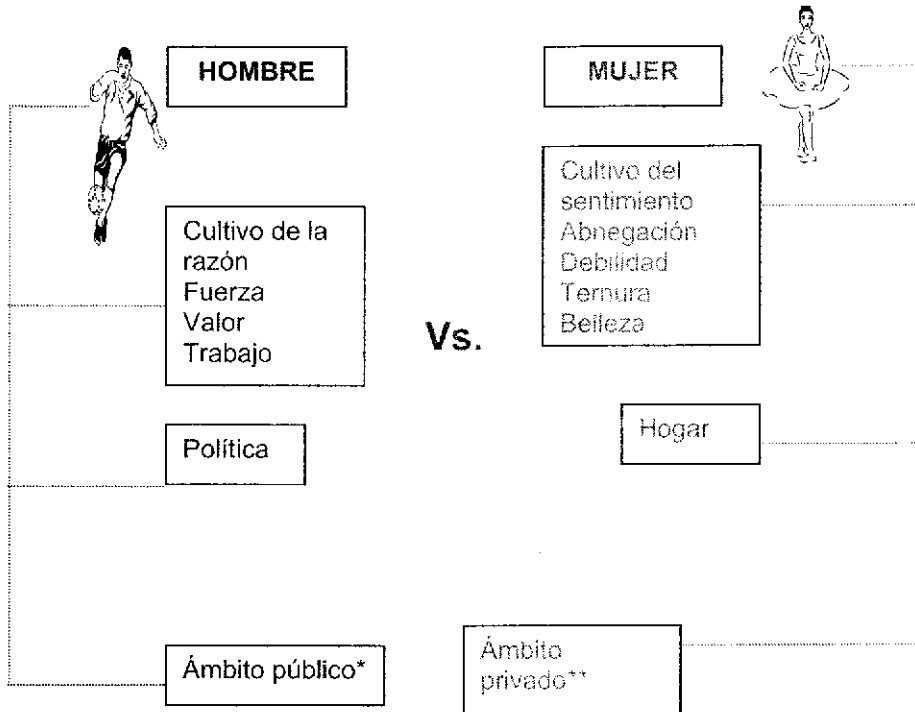 HOMBRE
Cultivo de la
razón
Fuerza
Valor
Trabajo
Política
Ámbito público*
Vs.
MUJER
Cultivo del
sentimiento
Abnegación
Debilidad
Ternura
Belleza
Hogar
Ámbito
privado**